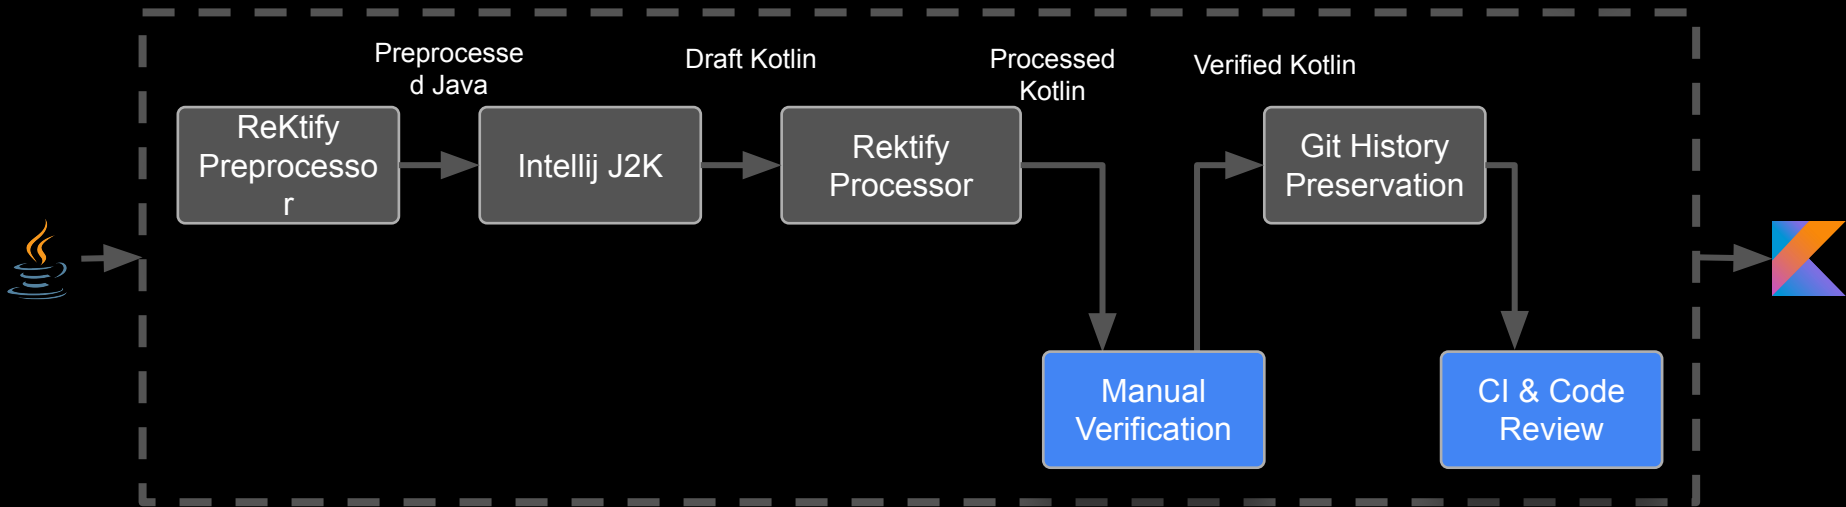 Preprocesse
d Java
Draft Kotlin
Processed
Kotlin
Verified Kotlin
ReKtify
Preprocesso
r
Intellij J2K
Rektify
Processor
Git History
Preservation
Manual
Verification
CI & Code
Review